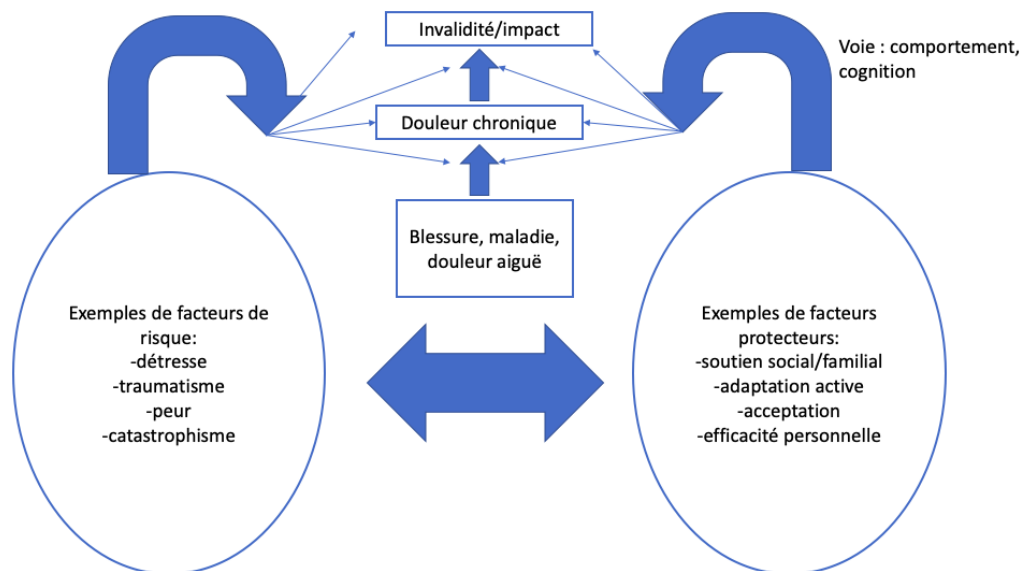 Invalidité/impact
Voie : comportement,
cognition
Douleur chronique
Blessure, maladie,
douleur aiguë
Exemples de facteurs de
risque:
-détresse
-traumatisme
-peur
-catastrophisme
Exemples de facteurs
protecteurs:
-soutien social/familial
-adaptation active
-acceptation
-efficacité personnelle